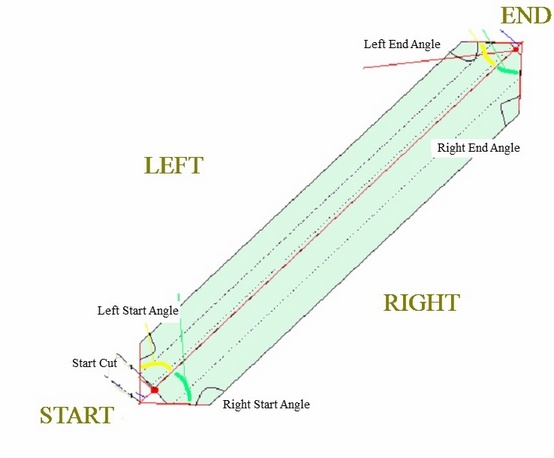 END
Left End Angle
Right End Angle
LEFT
RIGHT
Left Start Angle
Start Cut
Right Start Angle
START